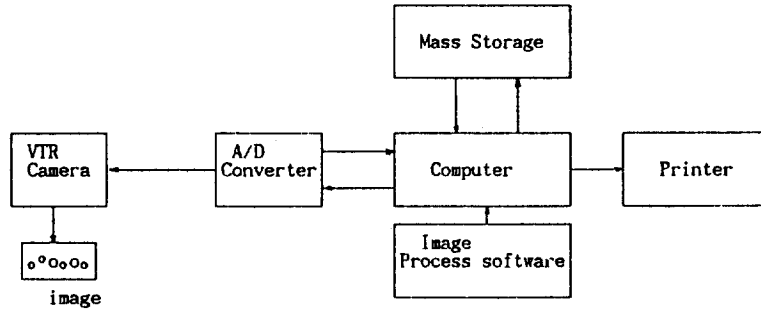 Mass Storage
VTR
Camera
A/D
Converter
Computer
Printer
Image
Process software
image